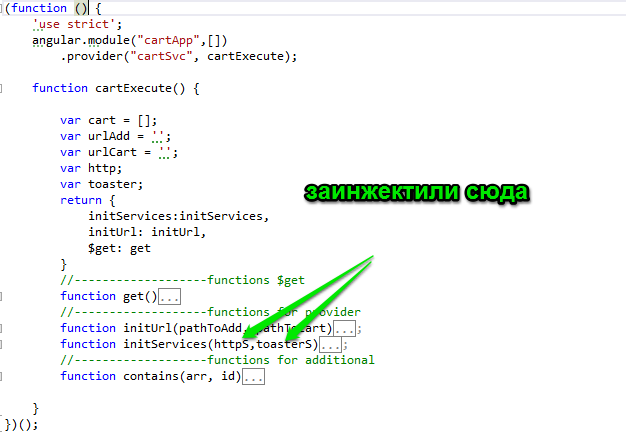 (function () {
'use strict';
angular.module("cartApp",[])
.provider("cartSvc", cartExecute);
function cartExecute() {
var cart = [];
var urlAdd = '';
var urlCart = '';
var http;
var toaster;
заинжектили сюда
return {
initServices:initServices,
initUrl: initUrl,
$get: get
}
//-------------------functions $get
function get()...
//-------------------functions for provider
function initUrl(pathToAdd, pathToCart)...;
function initServices(httpS,toasterS)...;
//-------------------functions for additional
function contains(arr, id)...
}
})();